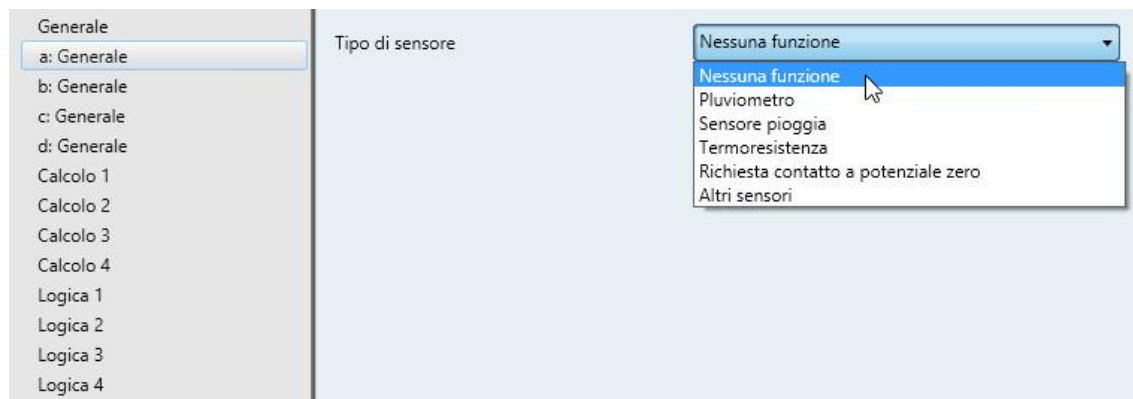 Generale
a: Generale
b: Generale
c: Generale
d: Generale
Calcolo 1
Calcolo 2
Calcolo 3
Calcolo 4
Logica 1
Logica 2
Logica 3
Logica 4
Tipo di sensore
Nessuna funzione
Nessuna funzione
Pluviometro
Sensore pioggia
Termoresistenza
Richiesta contatto a potenziale zero
Altri sensori